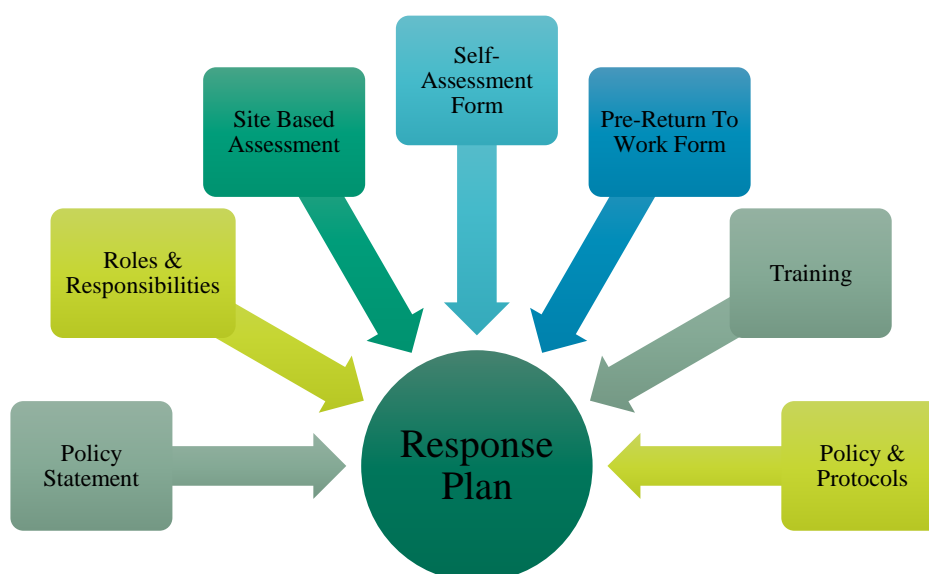 Self-
Assessment
Form
Site Based
Assessment
Pre-Return To
Work Form
Roles &
Responsibilities
Training
Policy
Statement
Response
Plan
Policy &
Protocols